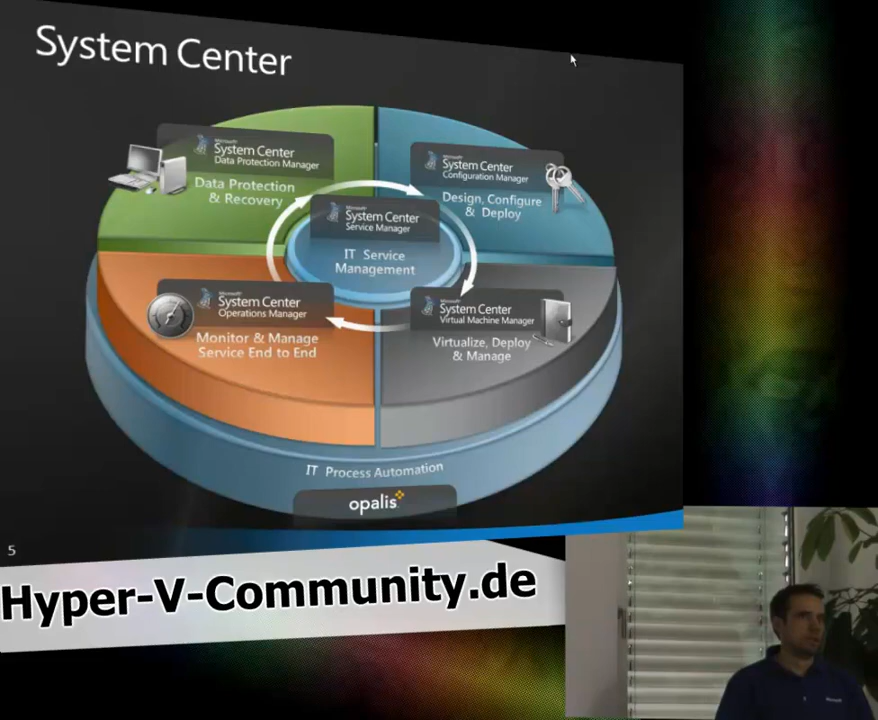 System Center
Microsoft
System Center
Data Protection Manager
Data Protection
& Recovery
Microsoft
System Center
Configuration Manager
Design, Configure
& Deploy
Microsoft
System Center
Service Manager
IT Service
Management
Microsoft
System Center
Operations Manager
Monitor & Manage
Service End to End
Microsoft
System Center
Virtual Machine Manager
Virtualize, Deploy
& Manage
IT Process Automation
opalis
5
Hyper-V-Community.de